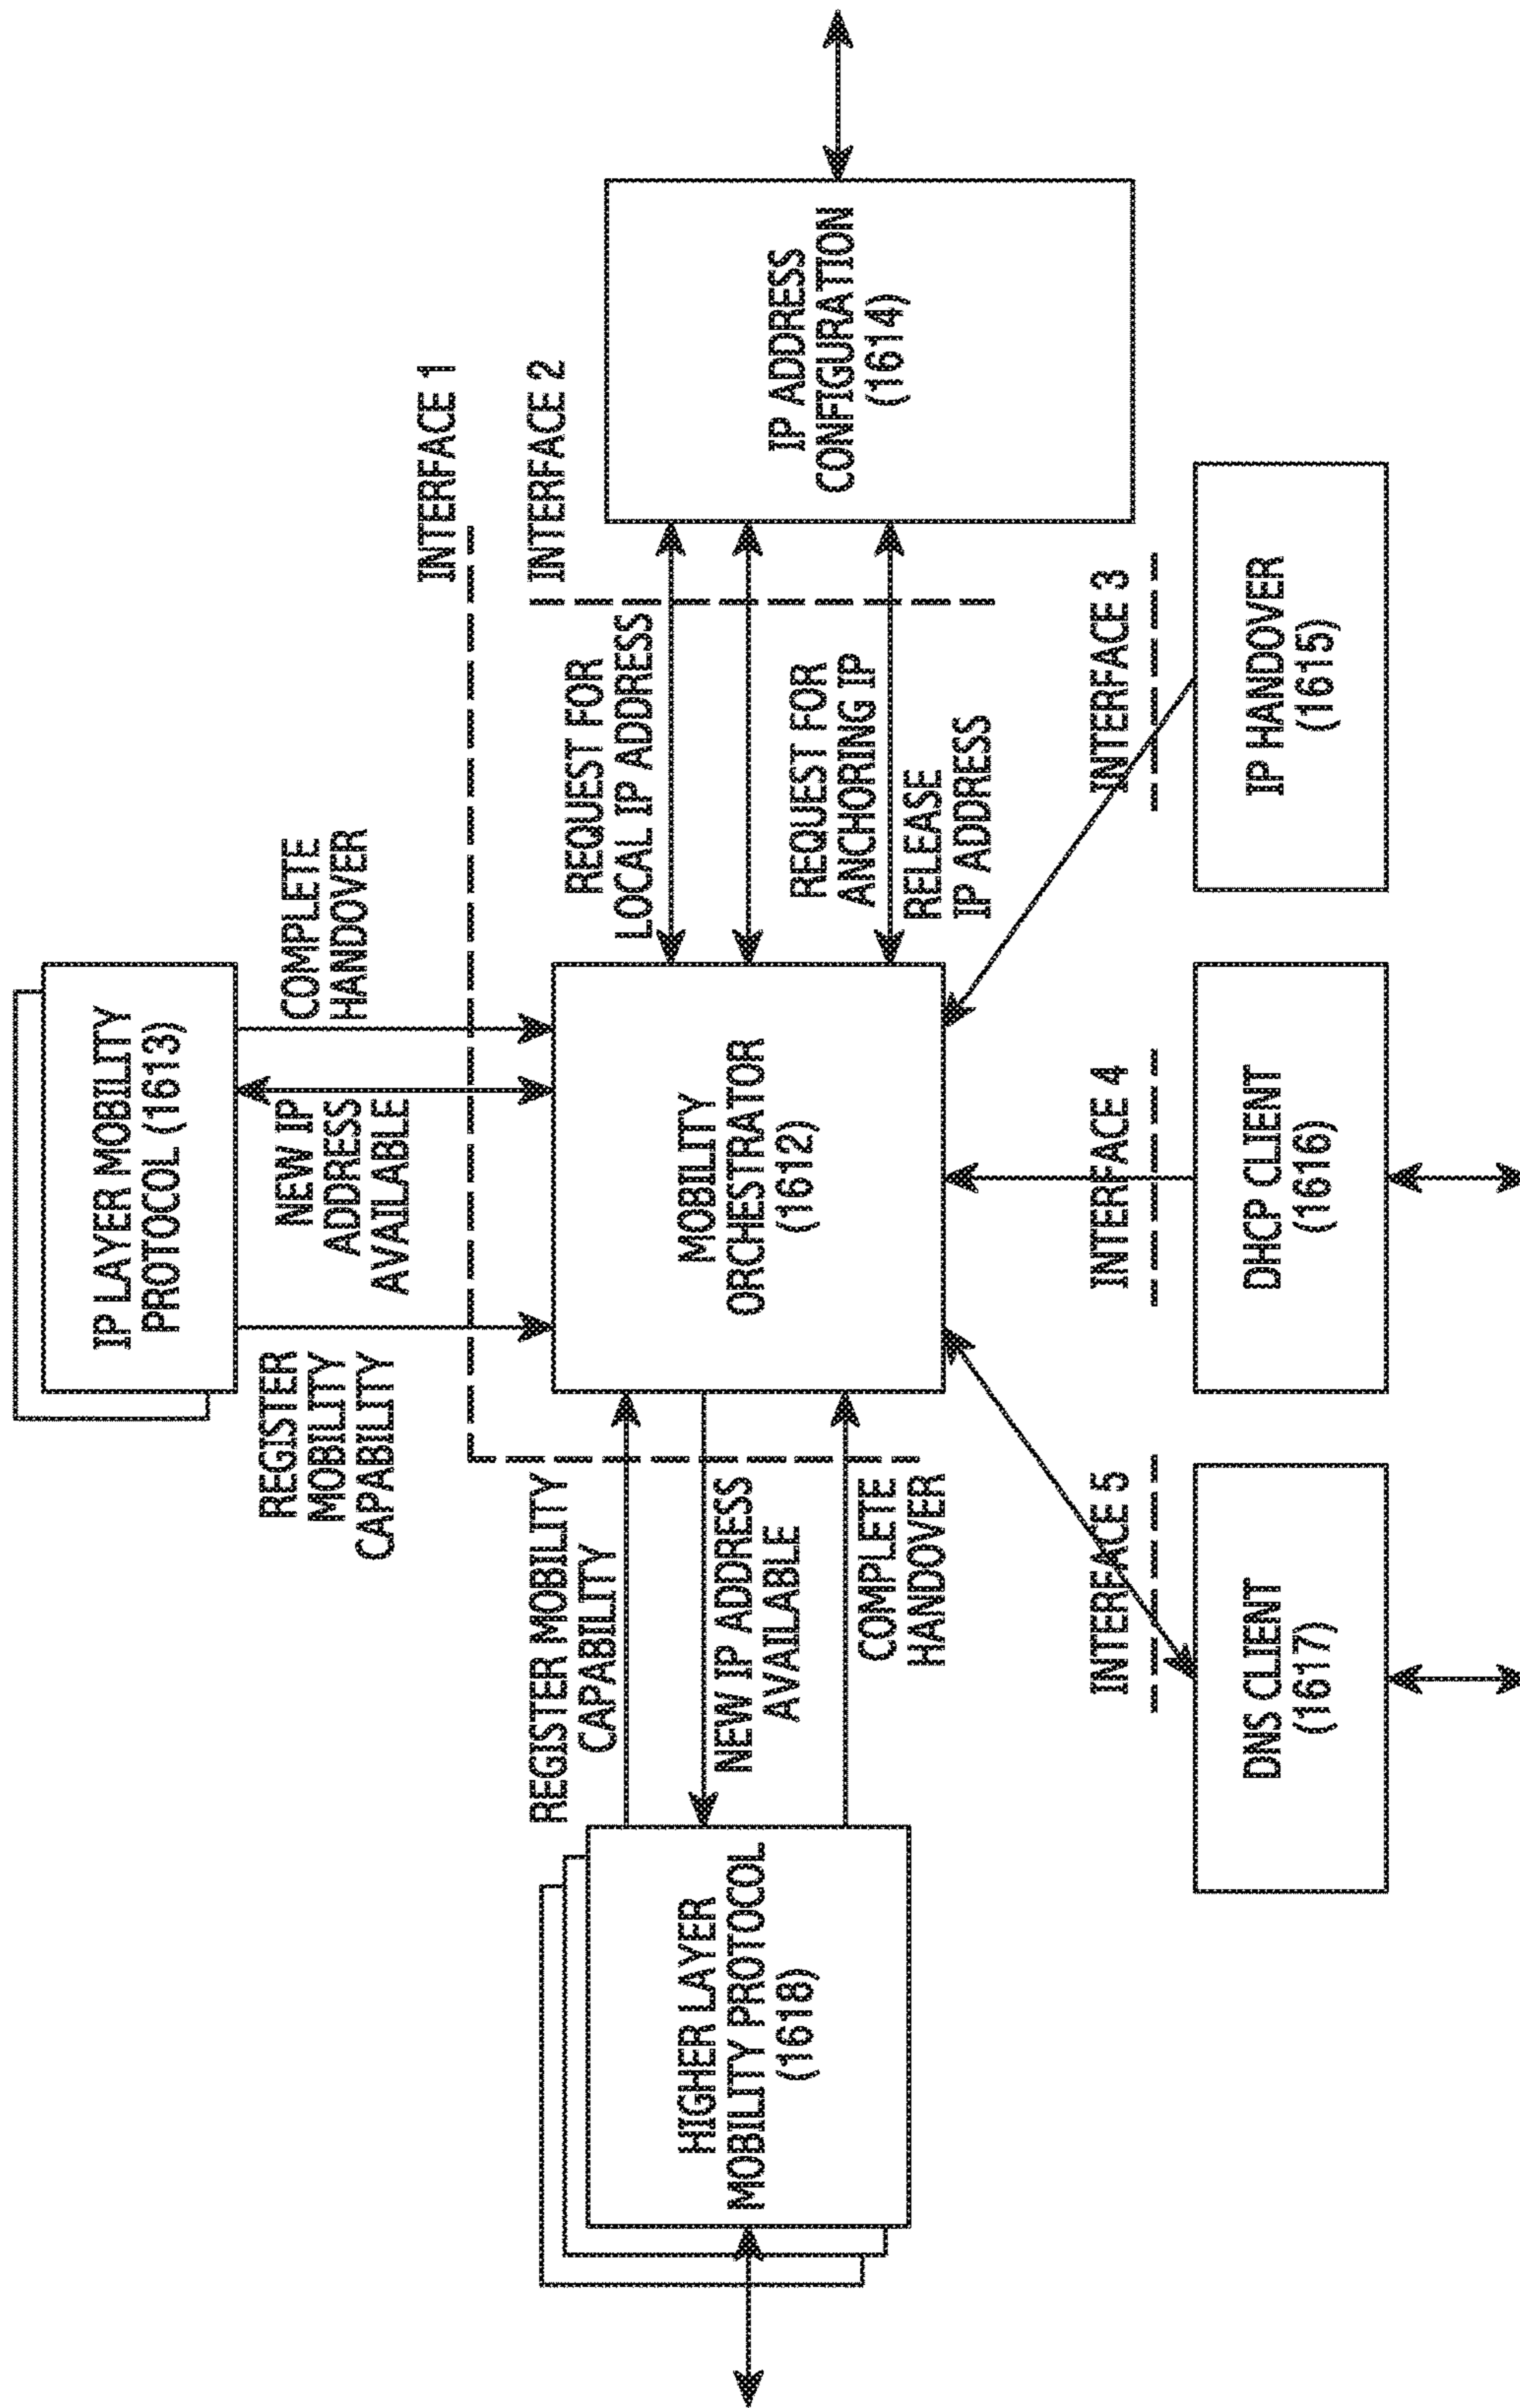 IP LAYER MOBILITY
PROTOCOL (1613)
REGISTER
MOBILITY
CAPABILITY
NEW IP
ADDRESS
AVAILABLE
COMPLETE
HANDOVER
INTERFACE 1
INTERFACE 2
HIGHER LAYER
MOBILITY PROTOCOL
(1618)
REGISTER MOBILITY
CAPABILITY
NEW IP ADDRESS
AVAILABLE
COMPLETE
HANDOVER
MOBILITY
ORCHESTRATOR
(1612)
REQUEST FOR
LOCAL IP ADDRESS
REQUEST FOR
ANCHORING IP
RELEASE
IP ADDRESS
IP ADDRESS
CONFIGURATION
(1614)
INTERFACE 5
INTERFACE 4
INTERFACE 3
DNS CLIENT
(1617)
DHCP CLIENT
(1616)
IP HANDOVER
(1615)